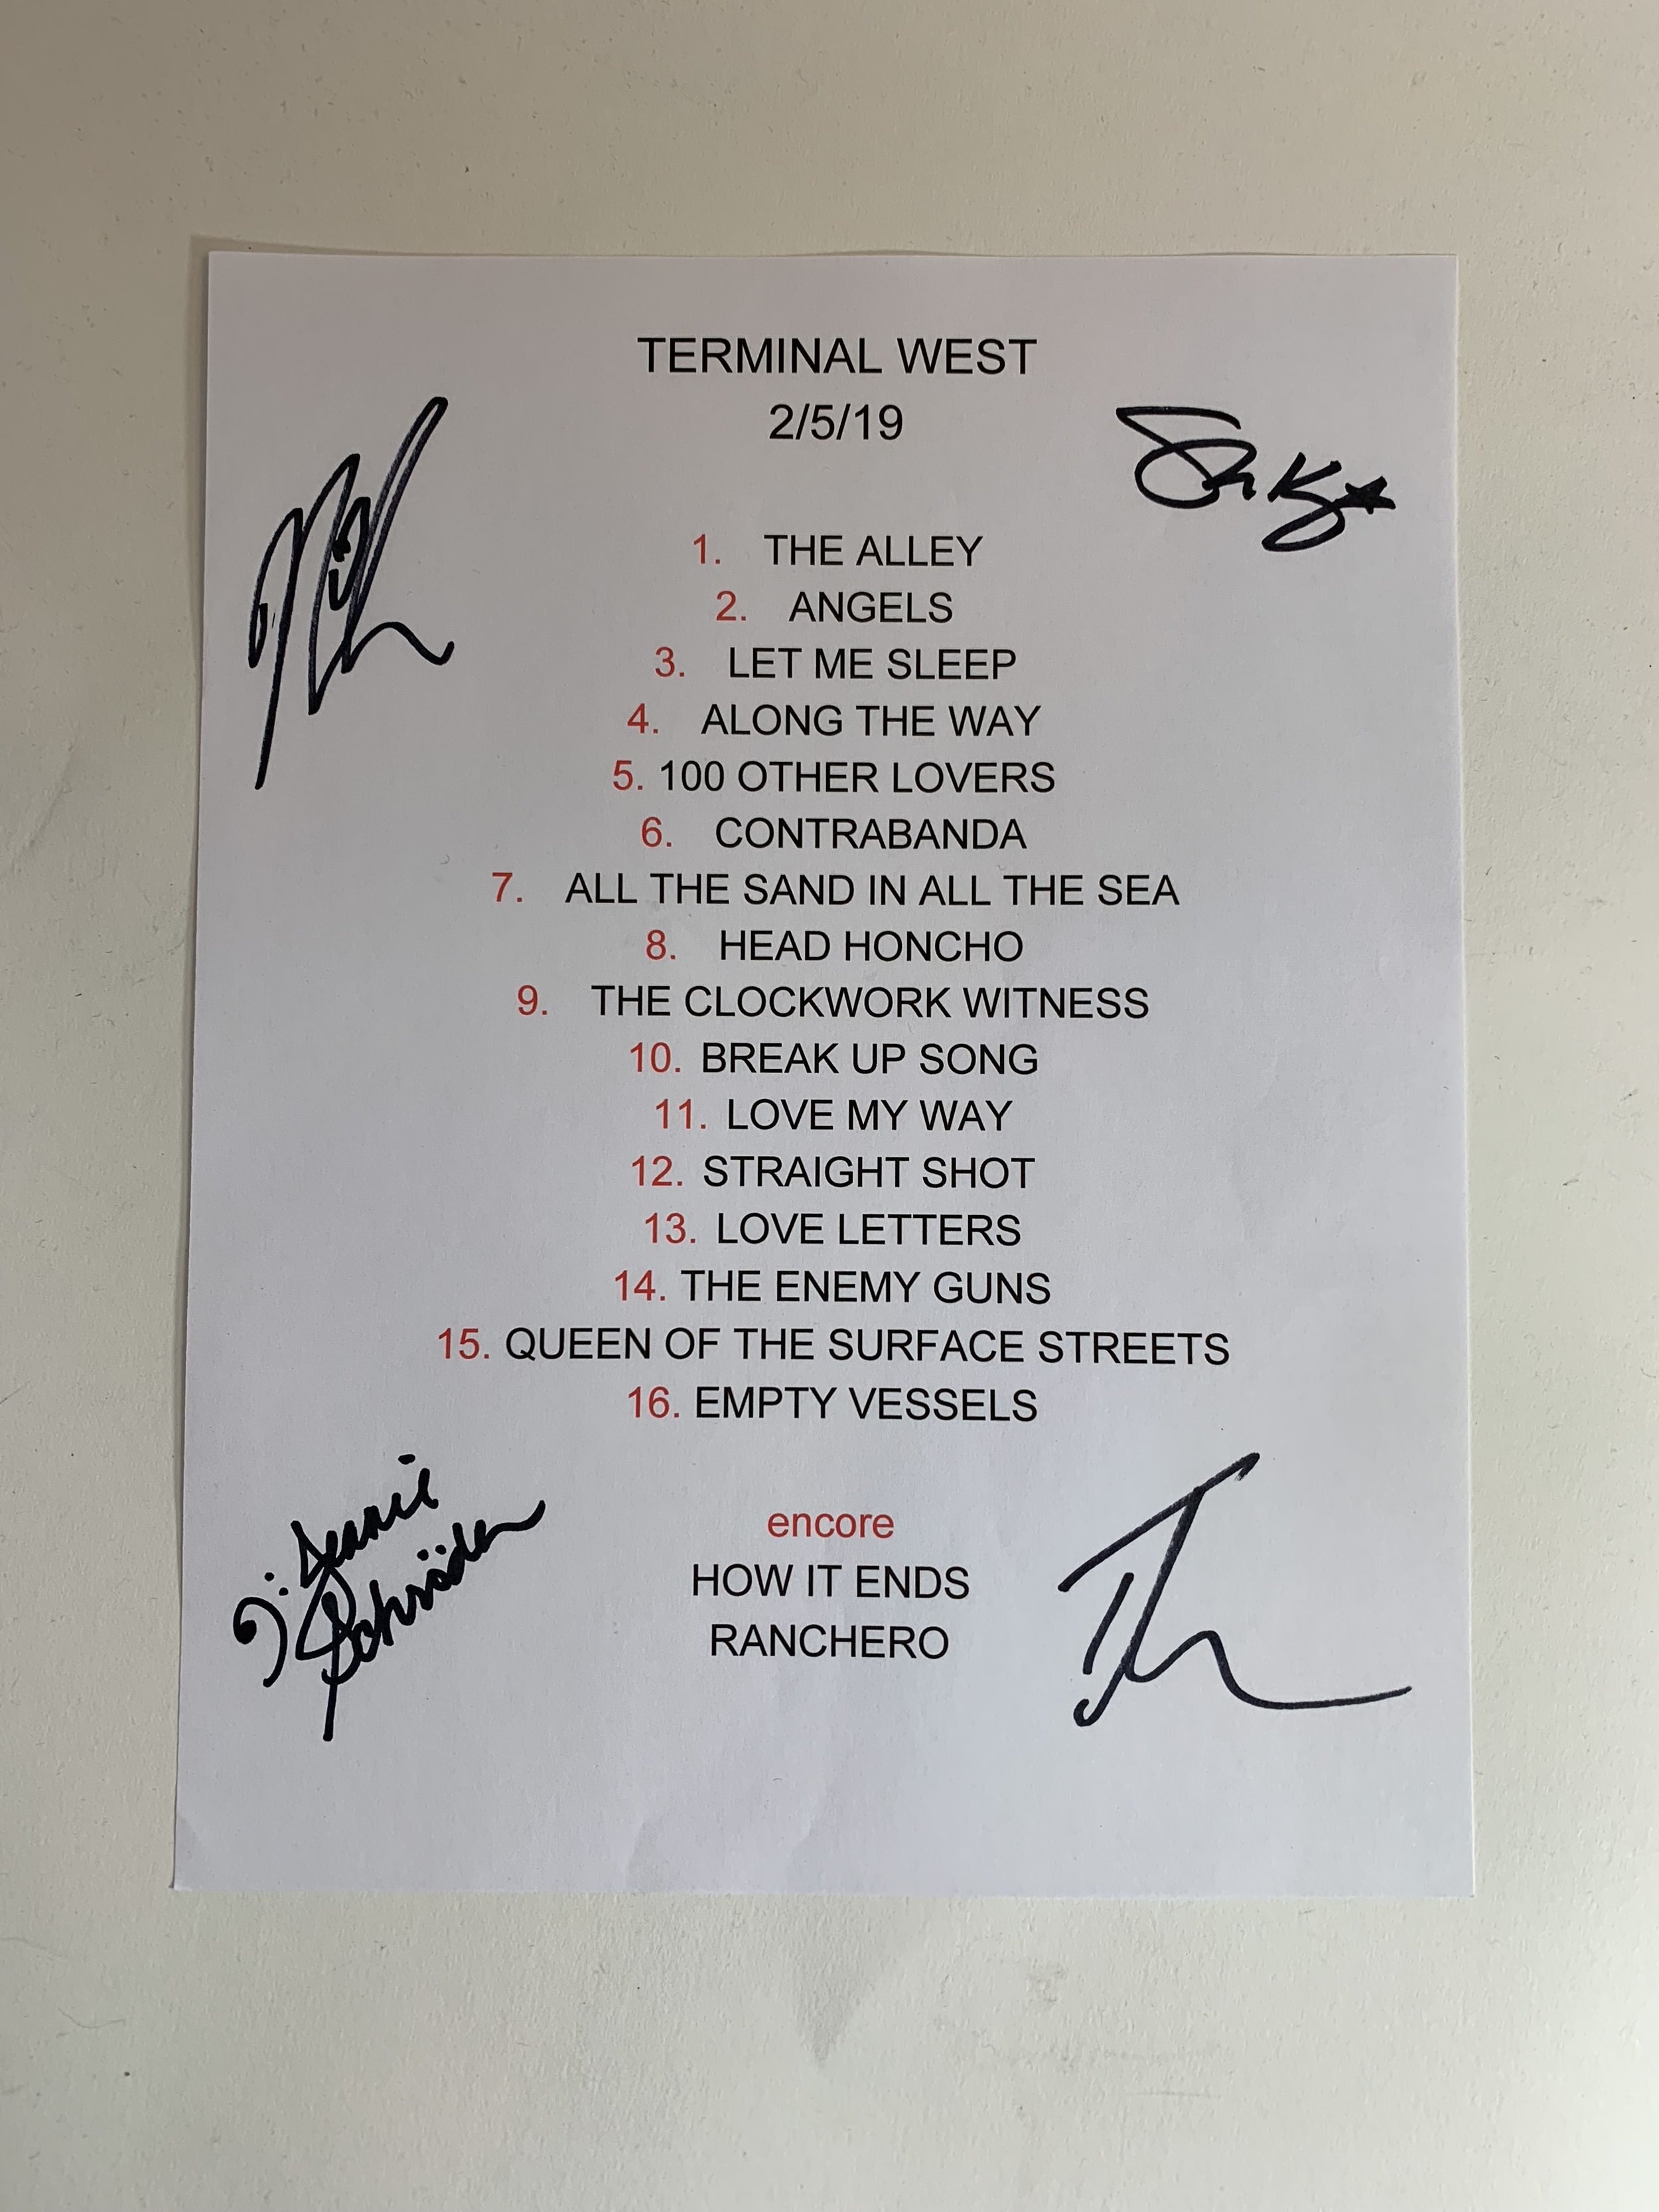 TERMINAL WEST
2/5/19
1. THE ALLEY
2. ANGELS
3. LET ME SLEEP
4. ALONG THE WAY
5. 100 OTHER LOVERS
6. CONTRABANDA
7. ALL THE SAND IN ALL THE SEA
8. HEAD HONCHO
9. THE CLOCKWORK WITNESS
10. BREAK UP SONG
11. LOVE MY WAY
12. STRAIGHT SHOT
13. LOVE LETTERS
14. THE ENEMY GUNS
15. QUEEN OF THE SURFACE STREETS
16. EMPTY VESSELS
encore
HOW IT ENDS
RANCHERO
Jeanie
Schröder